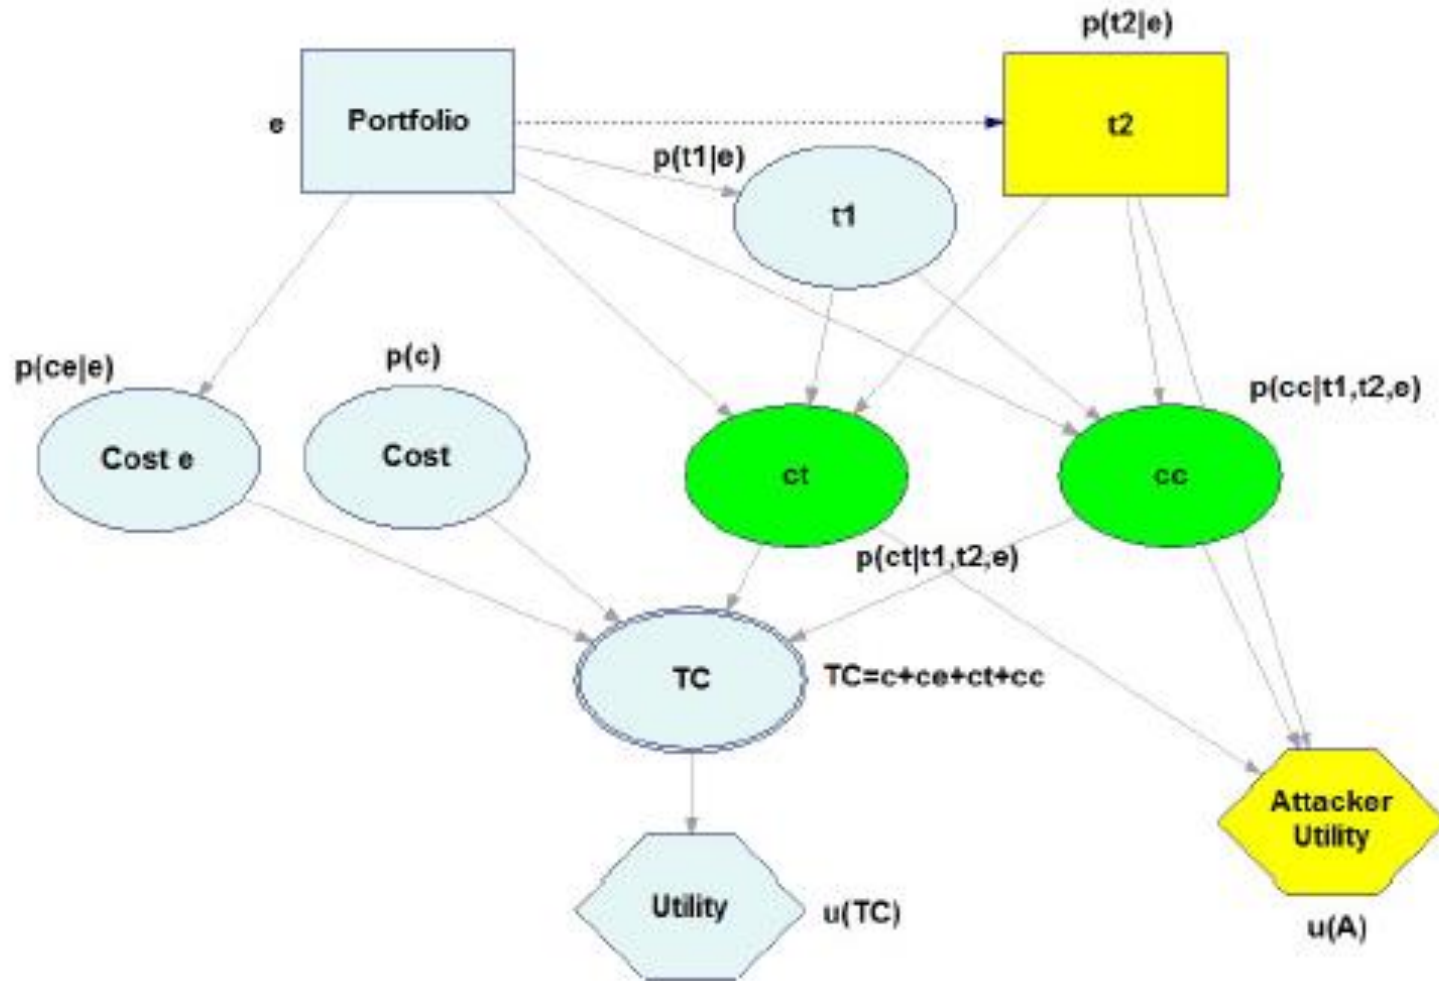 p(t2|e)
e
Portfolio
t2
p(t1|e)
t1
p(ce|e)
p(c)
p(cc|t1,t2,e)
Cost e
Cost
ct
cc
p(ct|t1,t2,e)
TC
TC=c+ce+ct+cc
Attacker
Utility
Utility
u(TC)
u(A)